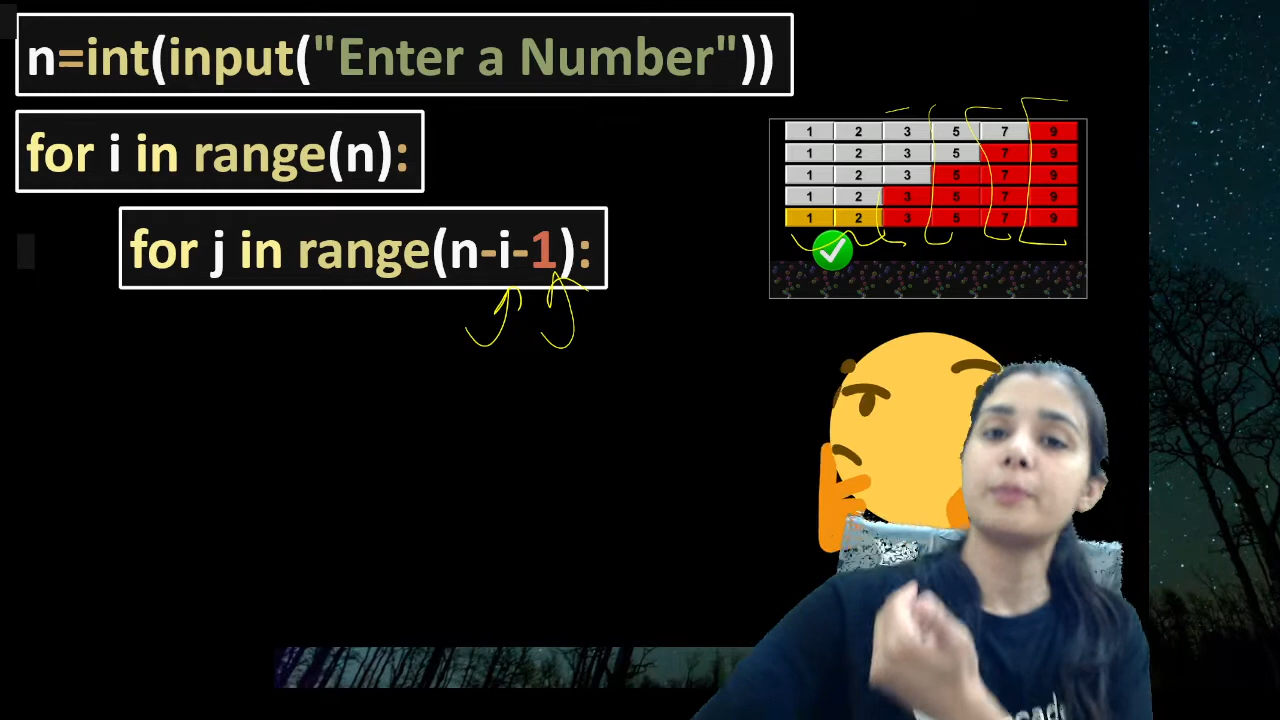 n=int(input("Enter a Number"))
for i in range(n):
for j in range(n-i-1):
1 2 3 5 7 9
1 2 3 5 7 9
1 2 3 5 7 9
1 2 3 5 7 9
1 2 3 5 7 9